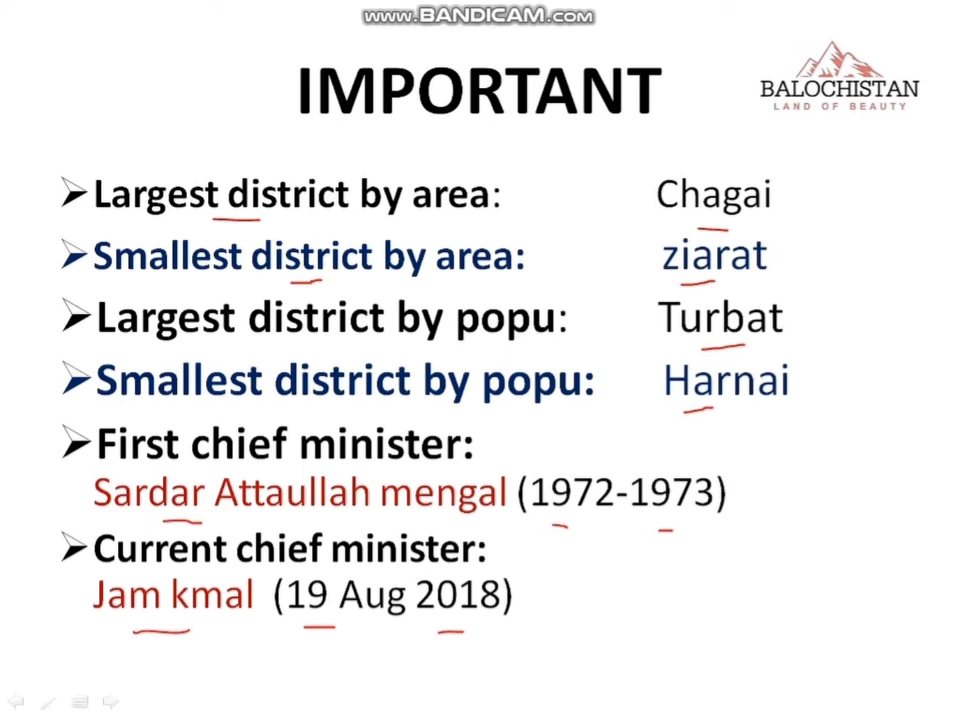 www.BANDICAM.com
IMPORTANT
BALOCHISTAN
LAND OF BEAUTY
Largest district by area: Chagai
Smallest district by area: ziarat
Largest district by popu: Turbat
Smallest district by popu: Harnai
First chief minister:
Sardar Attaullah mengal (1972-1973)
Current chief minister:
Jam kmal (19 Aug 2018)